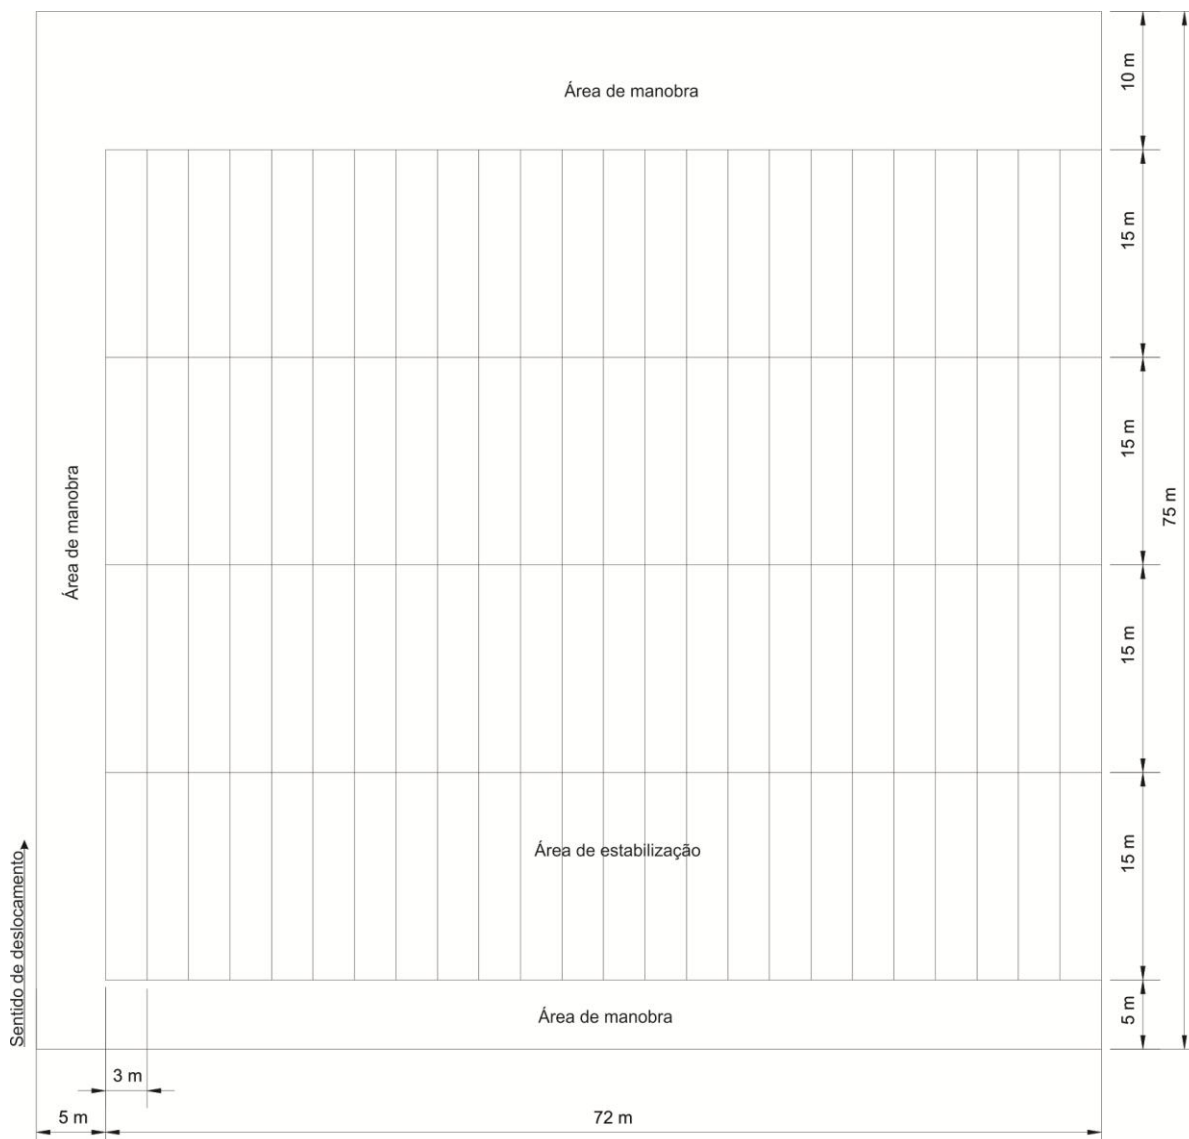 Área de manobra
10 m
15 m
15 m
75 m
Área de manobra
15 m
Área de estabilização
15 m
Sentido de deslocamento
Área de manobra
5 m
3 m
5 m
72 m